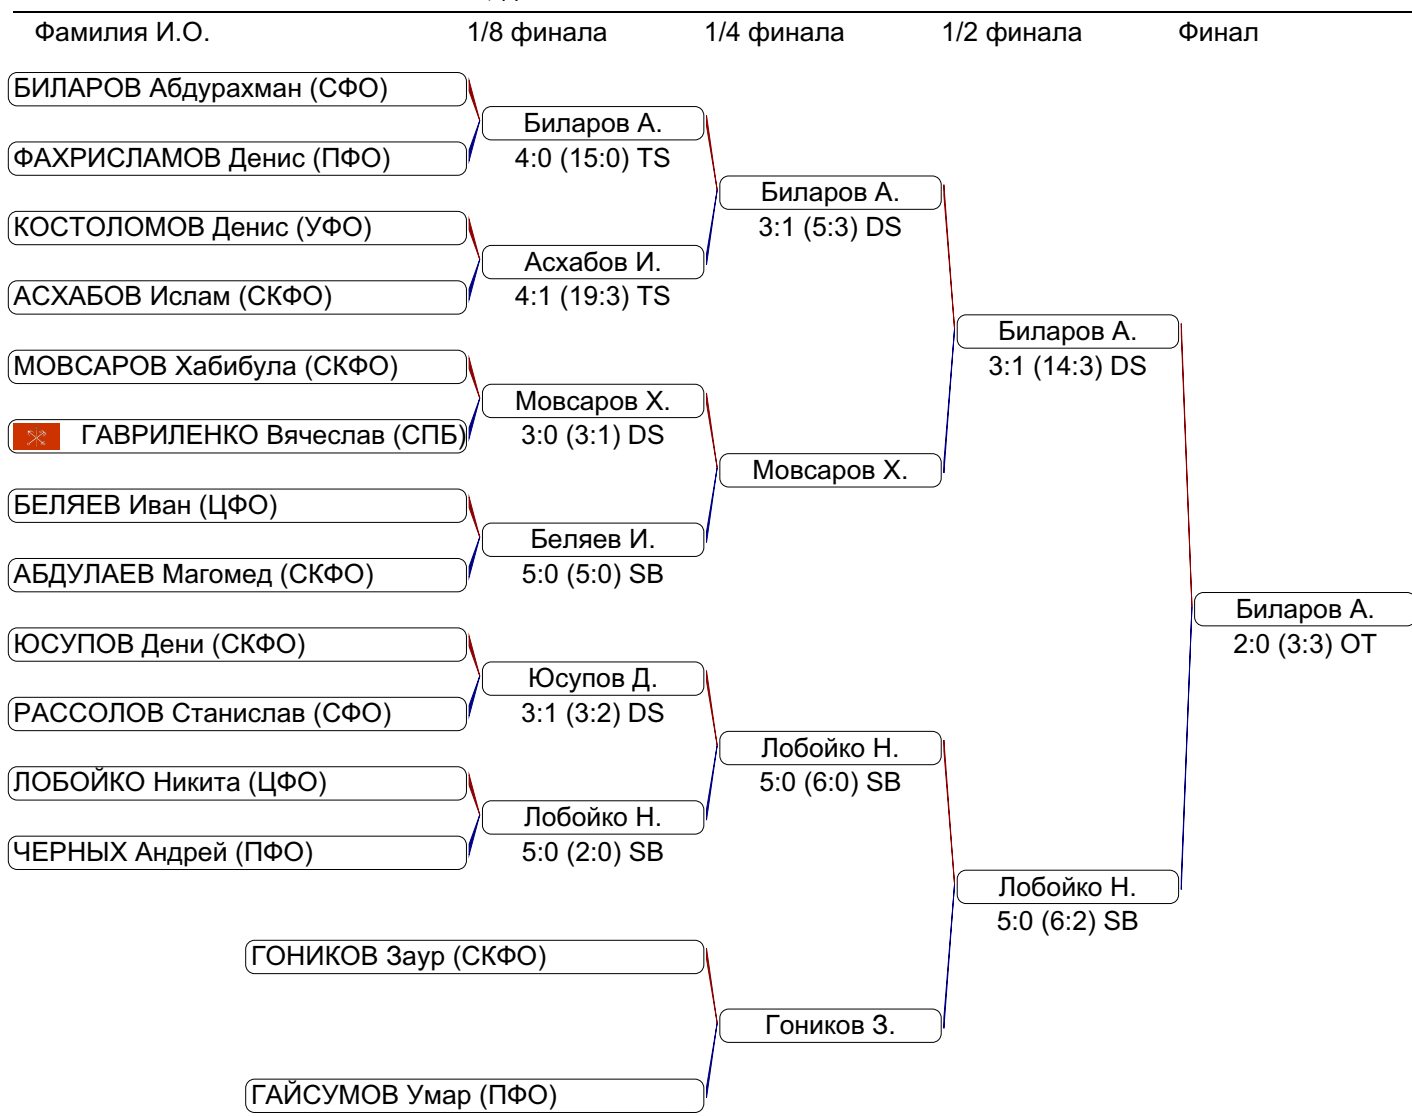 Фамилия И.О. 1/8 финала 1/4 финала 1/2 финала Финал
БИЛАРОВ Абдурахман (СФО)
Биларов А.
ФАХРИСЛАМОВ Денис (ПФО) 4:0 (15:0) TS
Биларов А.
КОСТОЛОМОВ Денис (УФО) 3:1 (5:3) DS
Асхабов И.
АСХАБОВ Ислам (СКФО) 4:1 (19:3) TS
Биларов А.
МОВСАРОВ Хабибула (СКФО) 3:1 (14:3) DS
Мовсаров Х.
ГАВРИЛЕНКО Вячеслав (СПБ) 3:0 (3:1) DS
Мовсаров Х.
БЕЛЯЕВ Иван (ЦФО)
Беляев И.
АБДУЛАЕВ Магомед (СКФО) 5:0 (5:0) SB
Биларов А.
ЮСУПОВ Дени (СКФО) 2:0 (3:3) OT
Юсупов Д.
РАССОЛОВ Станислав (СФО) 3:1 (3:2) DS
Лобойко Н.
ЛОБОЙКО Никита (ЦФО) 5:0 (6:0) SB
Лобойко Н.
ЧЕРНЫХ Андрей (ПФО) 5:0 (2:0) SB
Лобойко Н.
5:0 (6:2) SB
ГОНИКОВ Заур (СКФО)
Гоников З.
ГАЙСУМОВ Умар (ПФО)